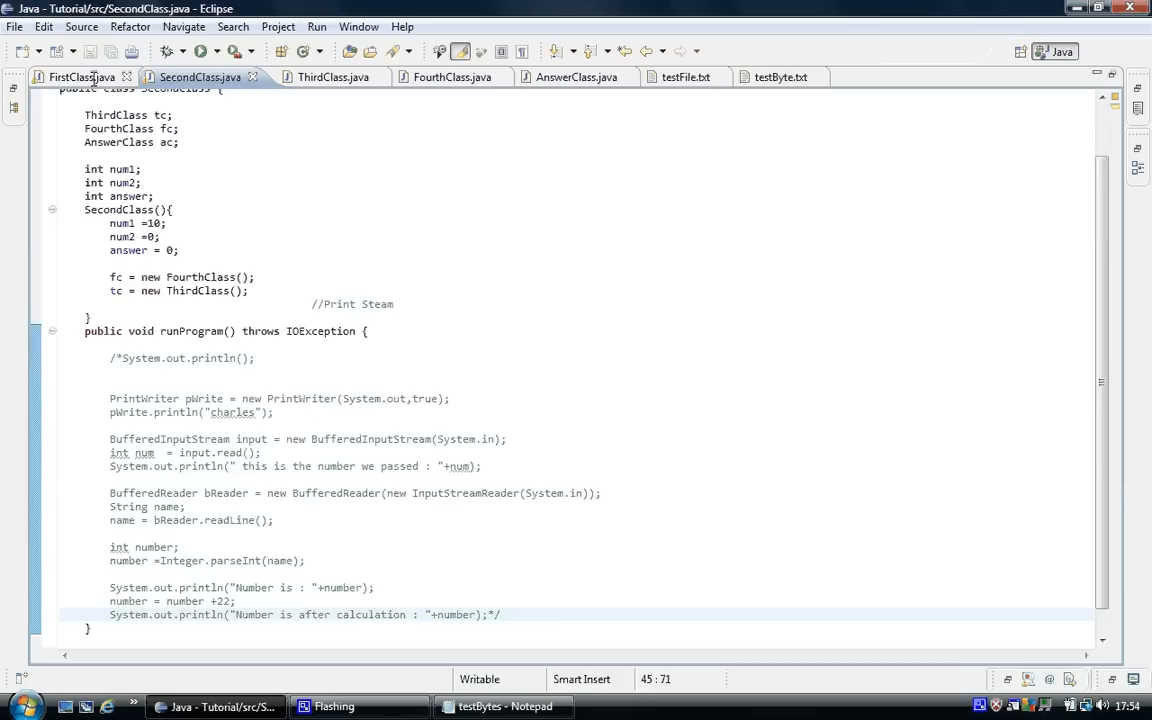 Java - Tutorial/src/SecondClass.java - Eclipse
File Edit Source Refactor Navigate Search Project Run Window Help
Java
FirstClass.java SecondClass.java ThirdClass.java FourthClass.java AnswerClass.java testFile.txt testByte.txt
public class SecondClass {
ThirdClass tc;
FourthClass fc;
AnswerClass ac;
int num1;
int num2;
int answer;
SecondClass(){
num1 =10;
num2 =0;
answer = 0;
fc = new FourthClass();
tc = new ThirdClass();
//Print Steam
}
public void runProgram() throws IOException {
/*System.out.println();
PrintWriter pWrite = new PrintWriter(System.out,true);
pWrite.println("charles");
BufferedInputStream input = new BufferedInputStream(System.in);
int num  = input.read();
System.out.println(" this is the number we passed : "+num);
BufferedReader bReader = new BufferedReader(new InputStreamReader(System.in));
String name;
name = bReader.readLine();
int number;
number =Integer.parseInt(name);
System.out.println("Number is : "+number);
number = number +22;
System.out.println("Number is after calculation : "+number);*/
}
Writable Smart Insert 45 : 71
Java - Tutorial/src/S... Flashing testBytes - Notepad 17:54